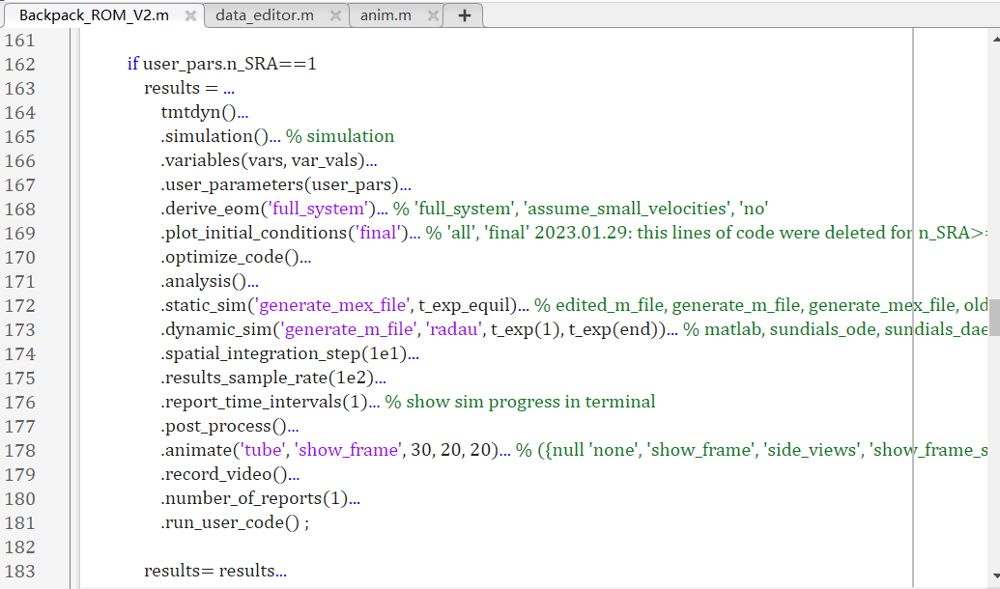 Backpack_ROM_V2.m × data_editor.m × anim.m × +
161
162 if user_pars.n_SRA==1
163 results = ...
164 tmtdyn()...
165 .simulation()... % simulation
166 .variables(vars, var_vals)...
167 .user_parameters(user_pars)...
168 .derive_eom('full_system')... % 'full_system', 'assume_small_velocities', 'no'
169 .plot_initial_conditions('final')... % 'all', 'final' 2023.01.29: this lines of code were deleted for n_SRA>=
170 .optimize_code()...
171 .analysis()...
172 .static_sim('generate_mex_file', t_exp_equil)... % edited_m_file, generate_m_file, generate_mex_file, old
173 .dynamic_sim('generate_m_file', 'radau', t_exp(1), t_exp(end))... % matlab, sundials_ode, sundials_dae
174 .spatial_integration_step(1e1)...
175 .results_sample_rate(1e2)...
176 .report_time_intervals(1)... % show sim progress in terminal
177 .post_process()...
178 .animate('tube', 'show_frame', 30, 20, 20)... % ({null 'none', 'show_frame', 'side_views', 'show_frame_s
179 .record_video()...
180 .number_of_reports(1)...
181 .run_user_code() ;
182
183 results= results...